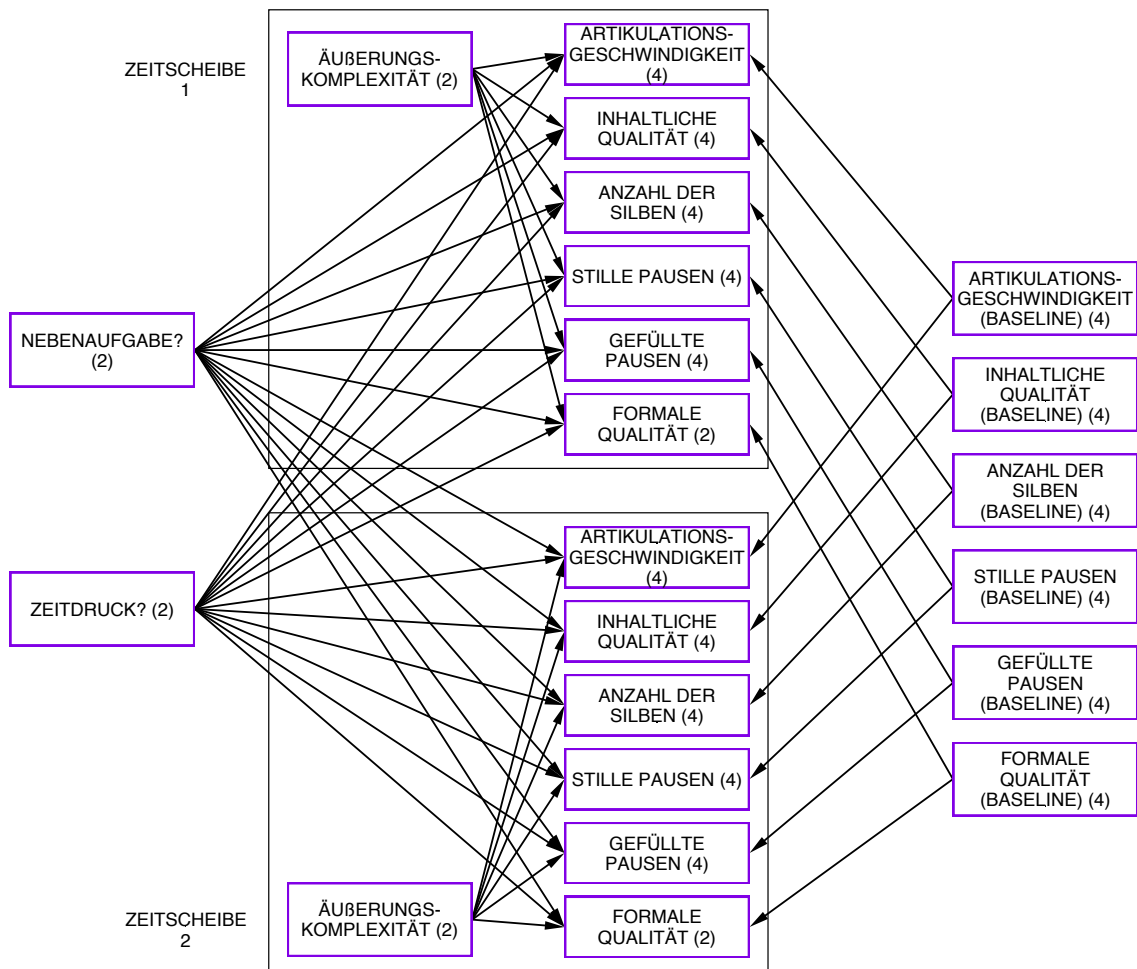 ZEITSCHEIBE
1
ÄUßERUNGS-
KOMPLEXITÄT (2)
ARTIKULATIONS-
GESCHWINDIGKEIT
(4)
INHALTLICHE
QUALITÄT (4)
ANZAHL DER
SILBEN (4)
STILLE PAUSEN (4)
GEFÜLLTE
PAUSEN (4)
FORMALE
QUALITÄT (2)
NEBENAUFGABE?
(2)
ZEITDRUCK? (2)
ARTIKULATIONS-
GESCHWINDIGKEIT
(4)
INHALTLICHE
QUALITÄT (4)
ANZAHL DER
SILBEN (4)
STILLE PAUSEN (4)
GEFÜLLTE
PAUSEN (4)
FORMALE
QUALITÄT (2)
ÄUßERUNGS-
KOMPLEXITÄT (2)
ZEITSCHEIBE
2
ARTIKULATIONS-
GESCHWINDIGKEIT
(BASELINE) (4)
INHALTLICHE
QUALITÄT
(BASELINE) (4)
ANZAHL DER
SILBEN
(BASELINE) (4)
STILLE PAUSEN
(BASELINE) (4)
GEFÜLLTE
PAUSEN
(BASELINE) (4)
FORMALE
QUALITÄT
(BASELINE) (4)